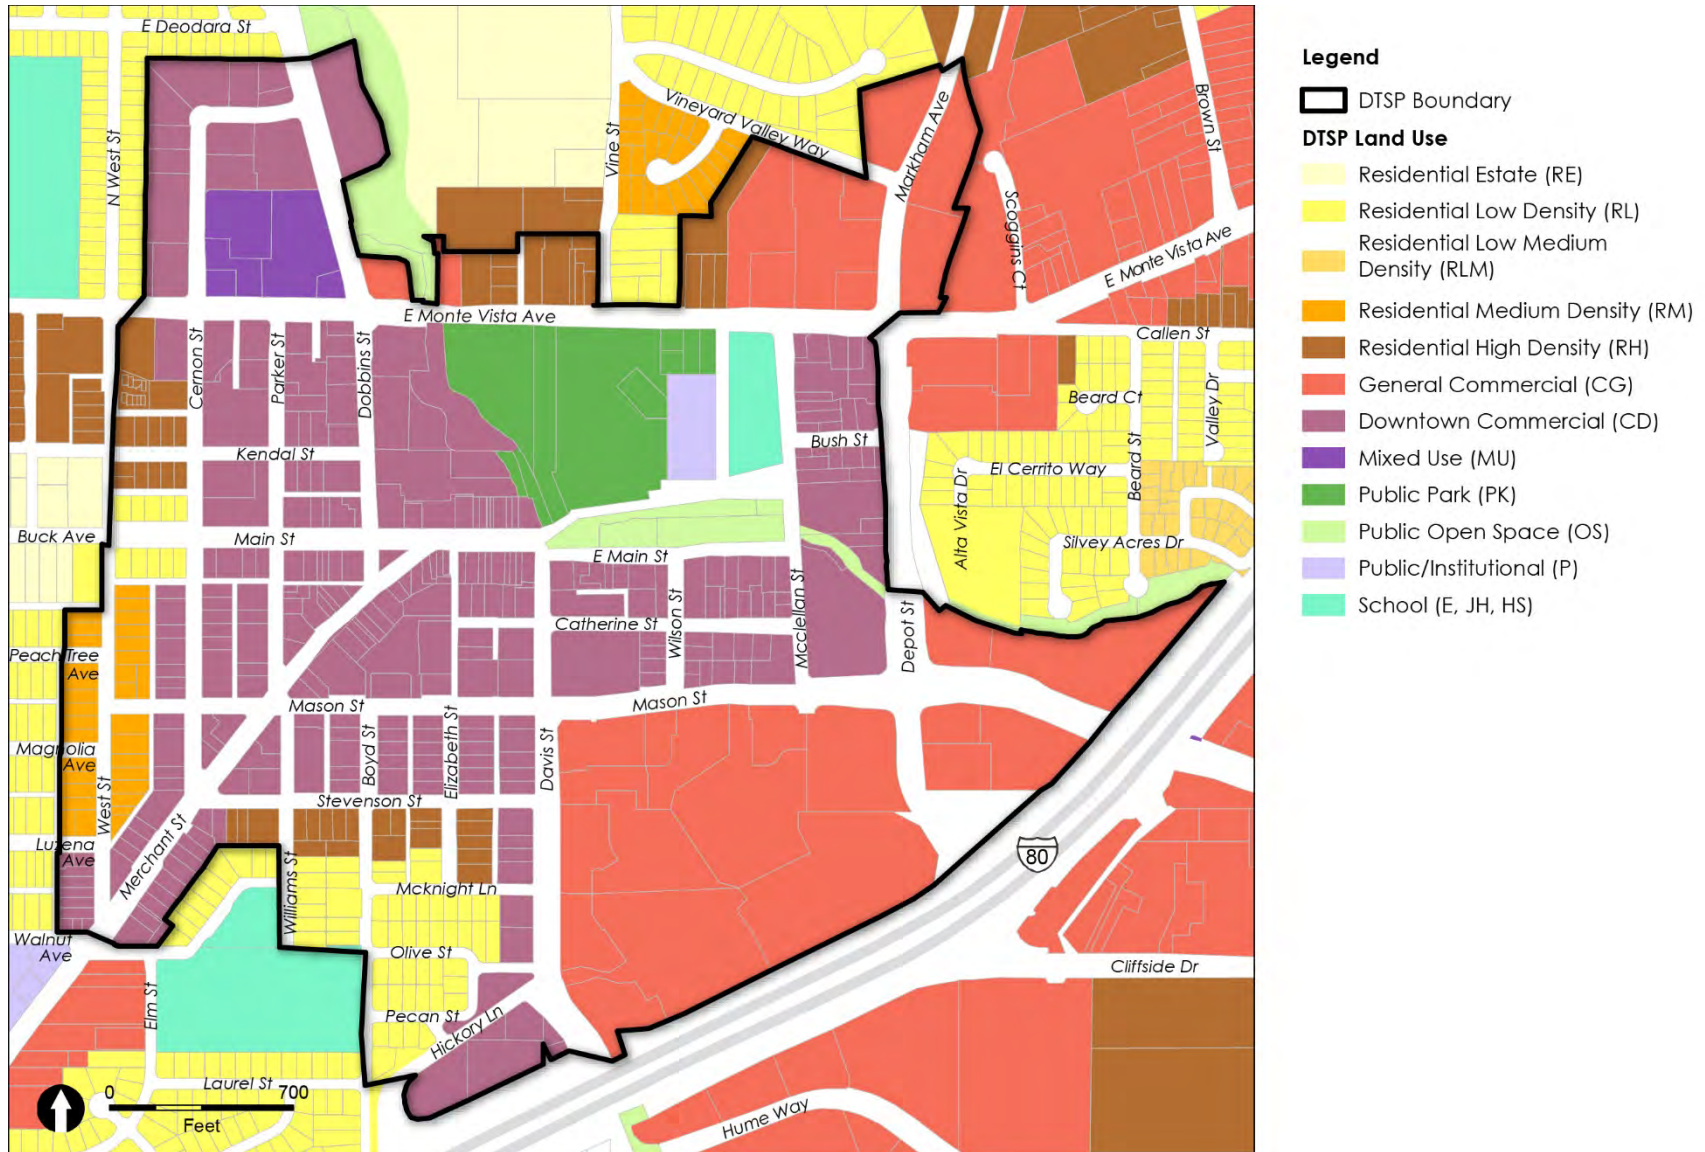 E Deodara St
N West St
Vine St
Vineyard Valley Way
Markham Ave
Brown St
Scoggins Ct
E Monte Vista Ave
E Monte Vista Ave
Callen St
Cernon St
Parker St
Dobbins St
Beard Ct
Valley Dr
Kendal St
Bush St
El Cerrito Way
Beard St
Alta Vista Dr
Buck Ave
Main St
E Main St
Silvey Acres Dr
Catherine St
Wilson St
Mcclellan St
Depot St
Peach Tree
Ave
Mason St
Mason St
Magnolia
Ave
West St
Boyd St
Elizabeth St
Davis St
Stevenson St
Luzena
Ave
Merchant St
80
Williams St
Mcknight Ln
Walnut
Ave
Olive St
Cliffside Dr
Elm St
Pecan St
Hickory Ln
Laurel St
Hume Way
0 700
Feet
Legend
DTSP Boundary
DTSP Land Use
Residential Estate (RE)
Residential Low Density (RL)
Residential Low Medium
Density (RLM)
Residential Medium Density (RM)
Residential High Density (RH)
General Commercial (CG)
Downtown Commercial (CD)
Mixed Use (MU)
Public Park (PK)
Public Open Space (OS)
Public/Institutional (P)
School (E, JH, HS)